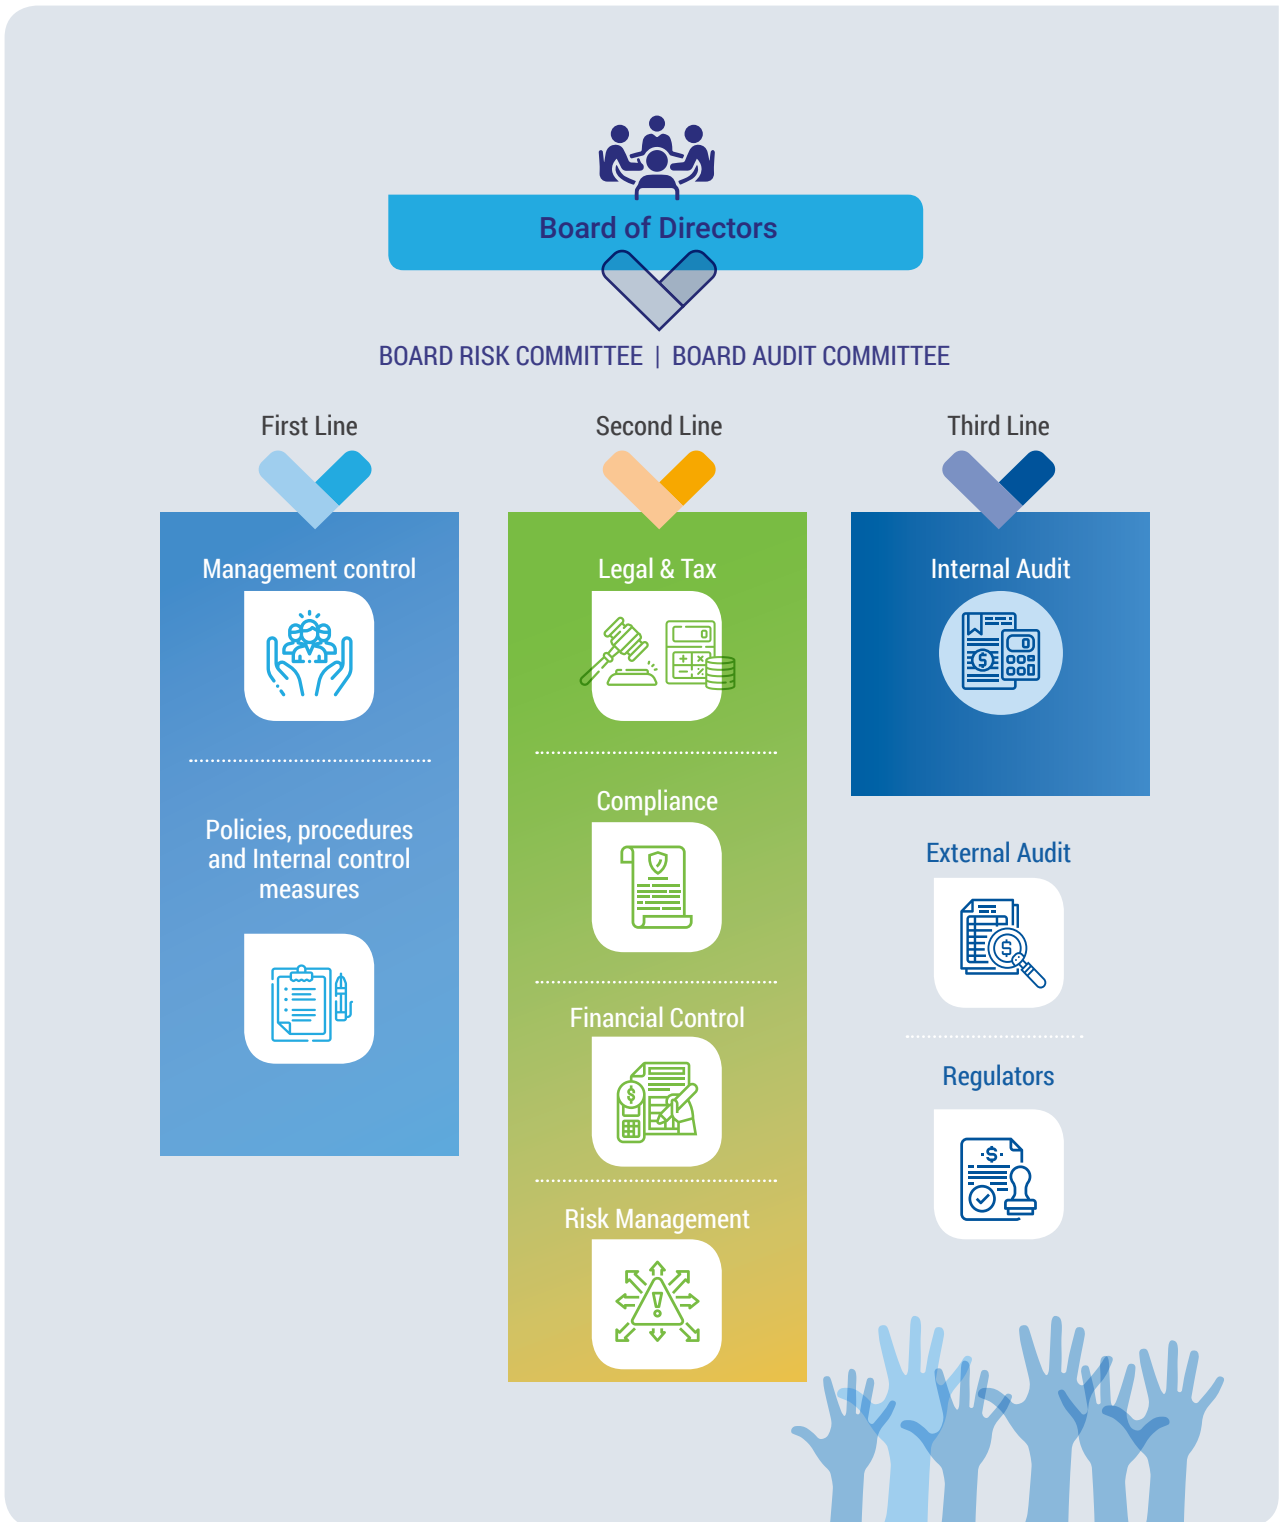 Board of Directors
BOARD RISK COMMITTEE | BOARD AUDIT COMMITTEE
First Line
Management control
Policies, procedures
and Internal control
measures
Second Line
Legal & Tax
Compliance
Financial Control
Risk Management
Third Line
Internal Audit
External Audit
Regulators